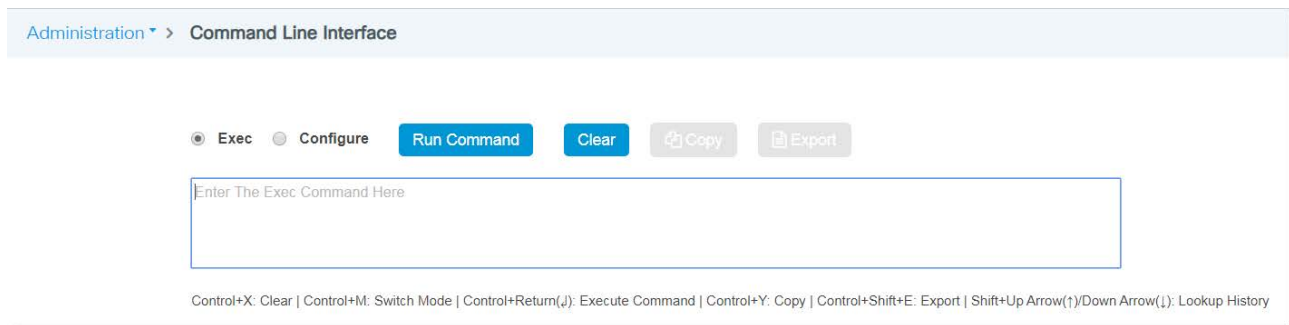 Administration > Command Line Interface
Exec Configure Run Command Clear Copy Export
Enter The Exec Command Here
Control+X: Clear | Control+M: Switch Mode | Control+Return(↲): Execute Command | Control+Y: Copy | Control+Shift+E: Export | Shift+Up Arrow(↑)/Down Arrow(↓): Lookup History